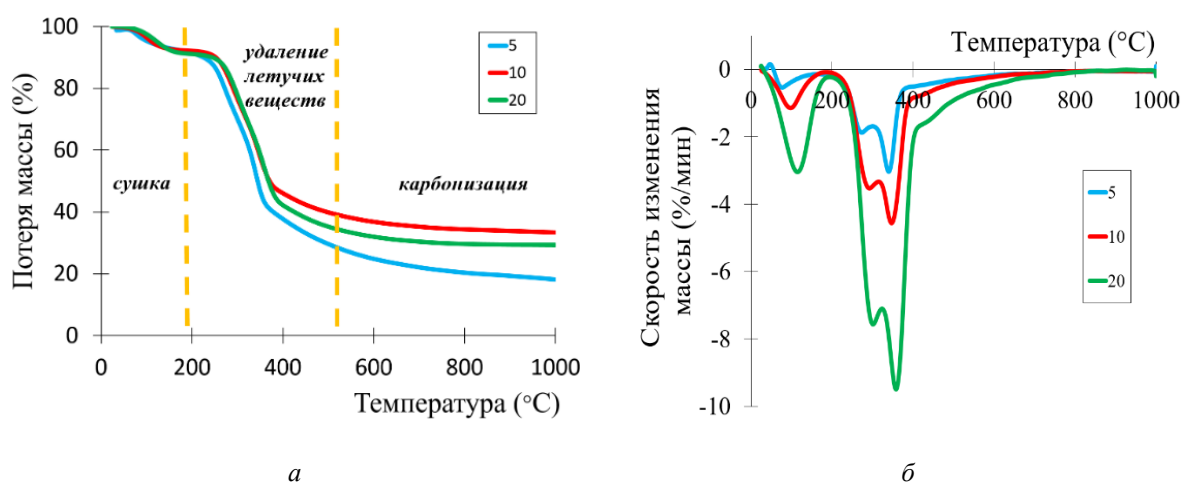 Потеря массы (%)
100
80
60
40
20
0
0
200
400
600
800
1000
Температура (°C)
сушка
удаление
летучих
веществ
карбонизация
5
10
20
а
Скорость изменения
массы (%/мин)
Температура (°C)
0
-2
-4
-6
-8
-10
0
200
400
600
800
1000
5
10
20
б